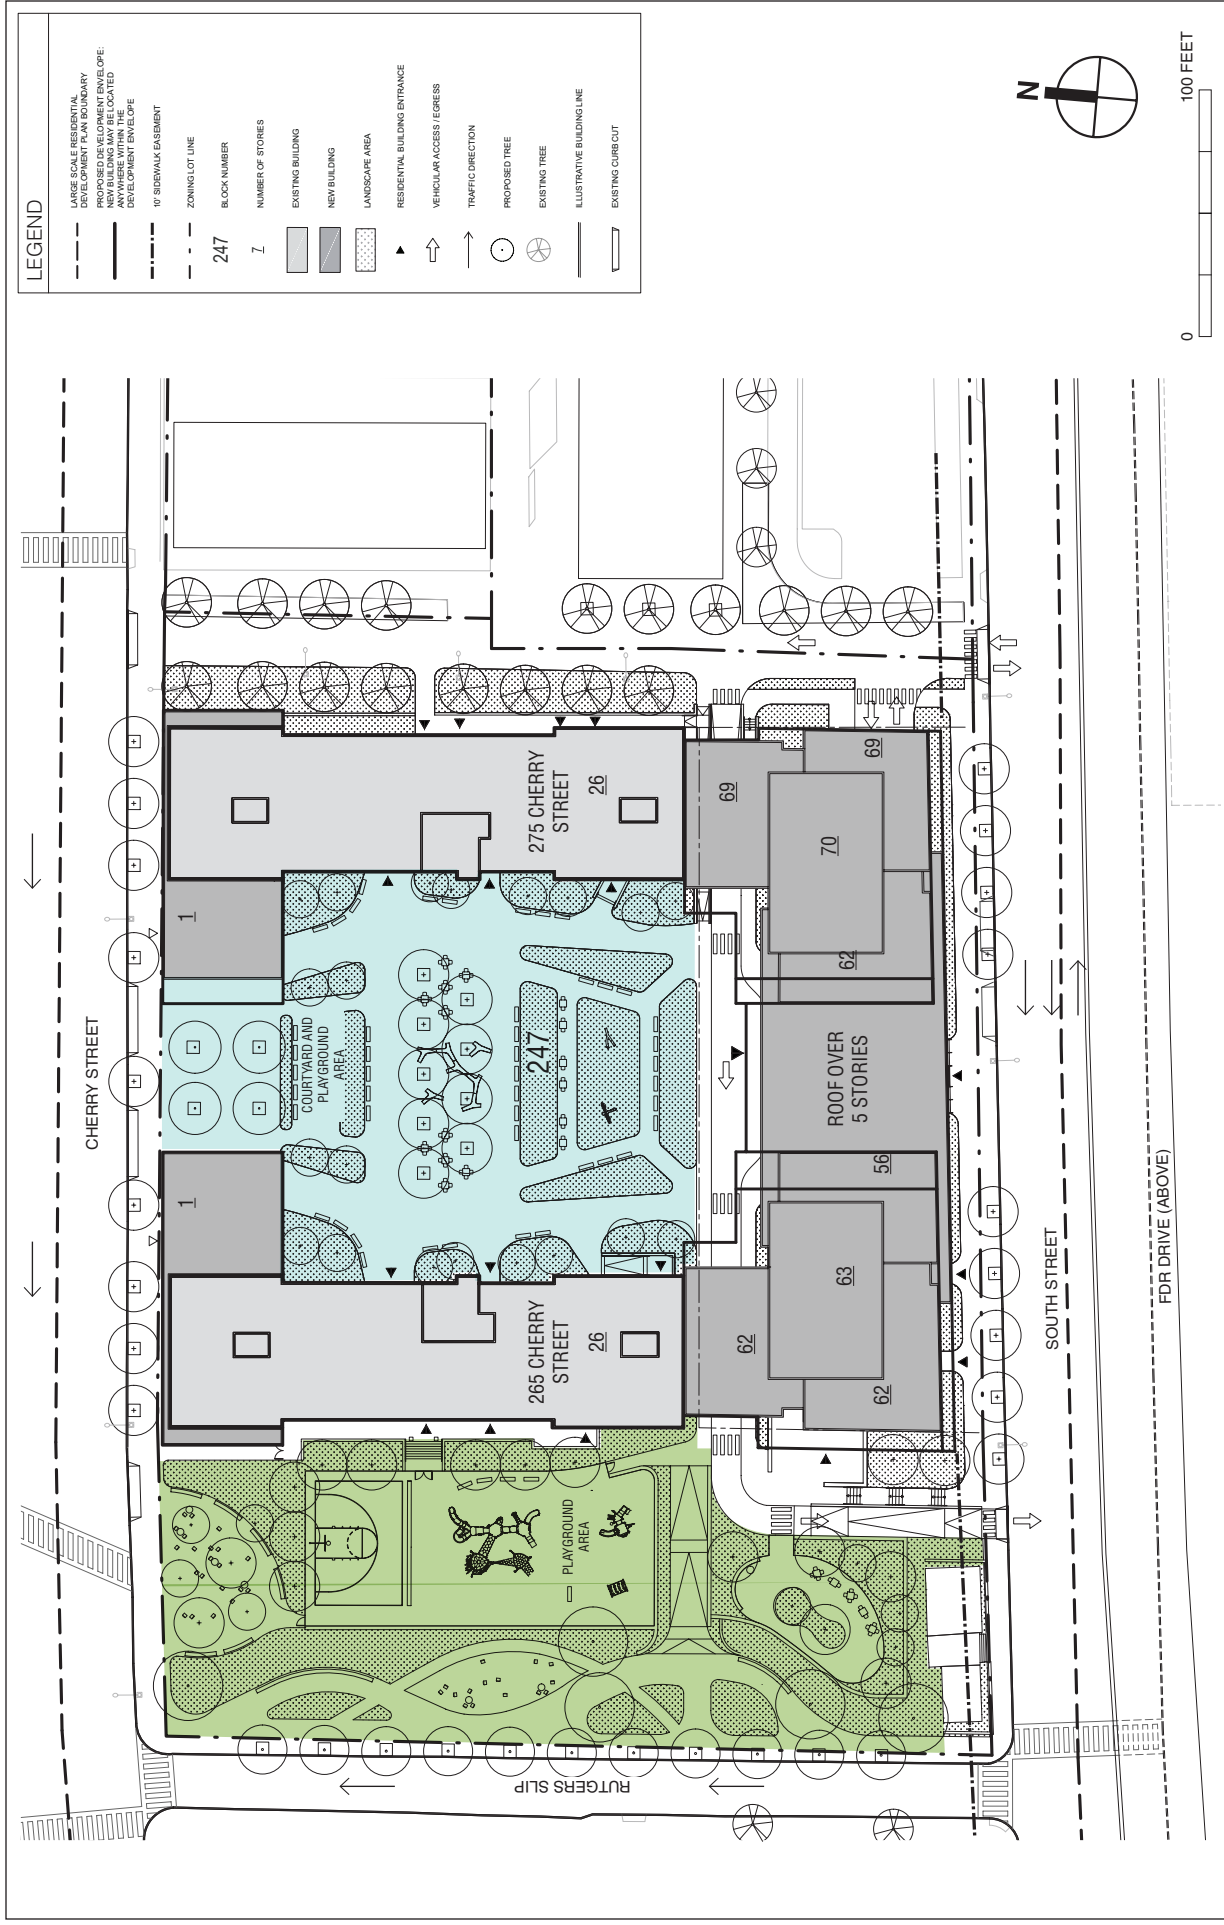 LEGEND
LARGE SCALE RESIDENTIAL
DEVELOPMENT PLAN BOUNDARY
PROPOSED DEVELOPMENT ENVELOPE:
NEW BUILDING MAY BE LOCATED
ANYWHERE WITHIN THE
DEVELOPMENT ENVELOPE
10' SIDEWALK EASEMENT
ZONING LOT LINE
247
BLOCK NUMBER
7
NUMBER OF STORIES
EXISTING BUILDING
NEW BUILDING
LANDSCAPE AREA
RESIDENTIAL BUILDING ENTRANCE
VEHICULAR ACCESS / EGRESS
TRAFFIC DIRECTION
PROPOSED TREE
EXISTING TREE
ILLUSTRATIVE BUILDING LINE
EXISTING CURB CUT
N
0
100 FEET
CHERRY STREET
1
1
COURTYARD AND
PLAYGROUND
AREA
247
275 CHERRY
STREET
26
265 CHERRY
STREET
26
PLAYGROUND
AREA
69
69
70
62
ROOF OVER
5 STORIES
56
63
62
62
RUTGERS SLIP
SOUTH STREET
FDR DRIVE (ABOVE)